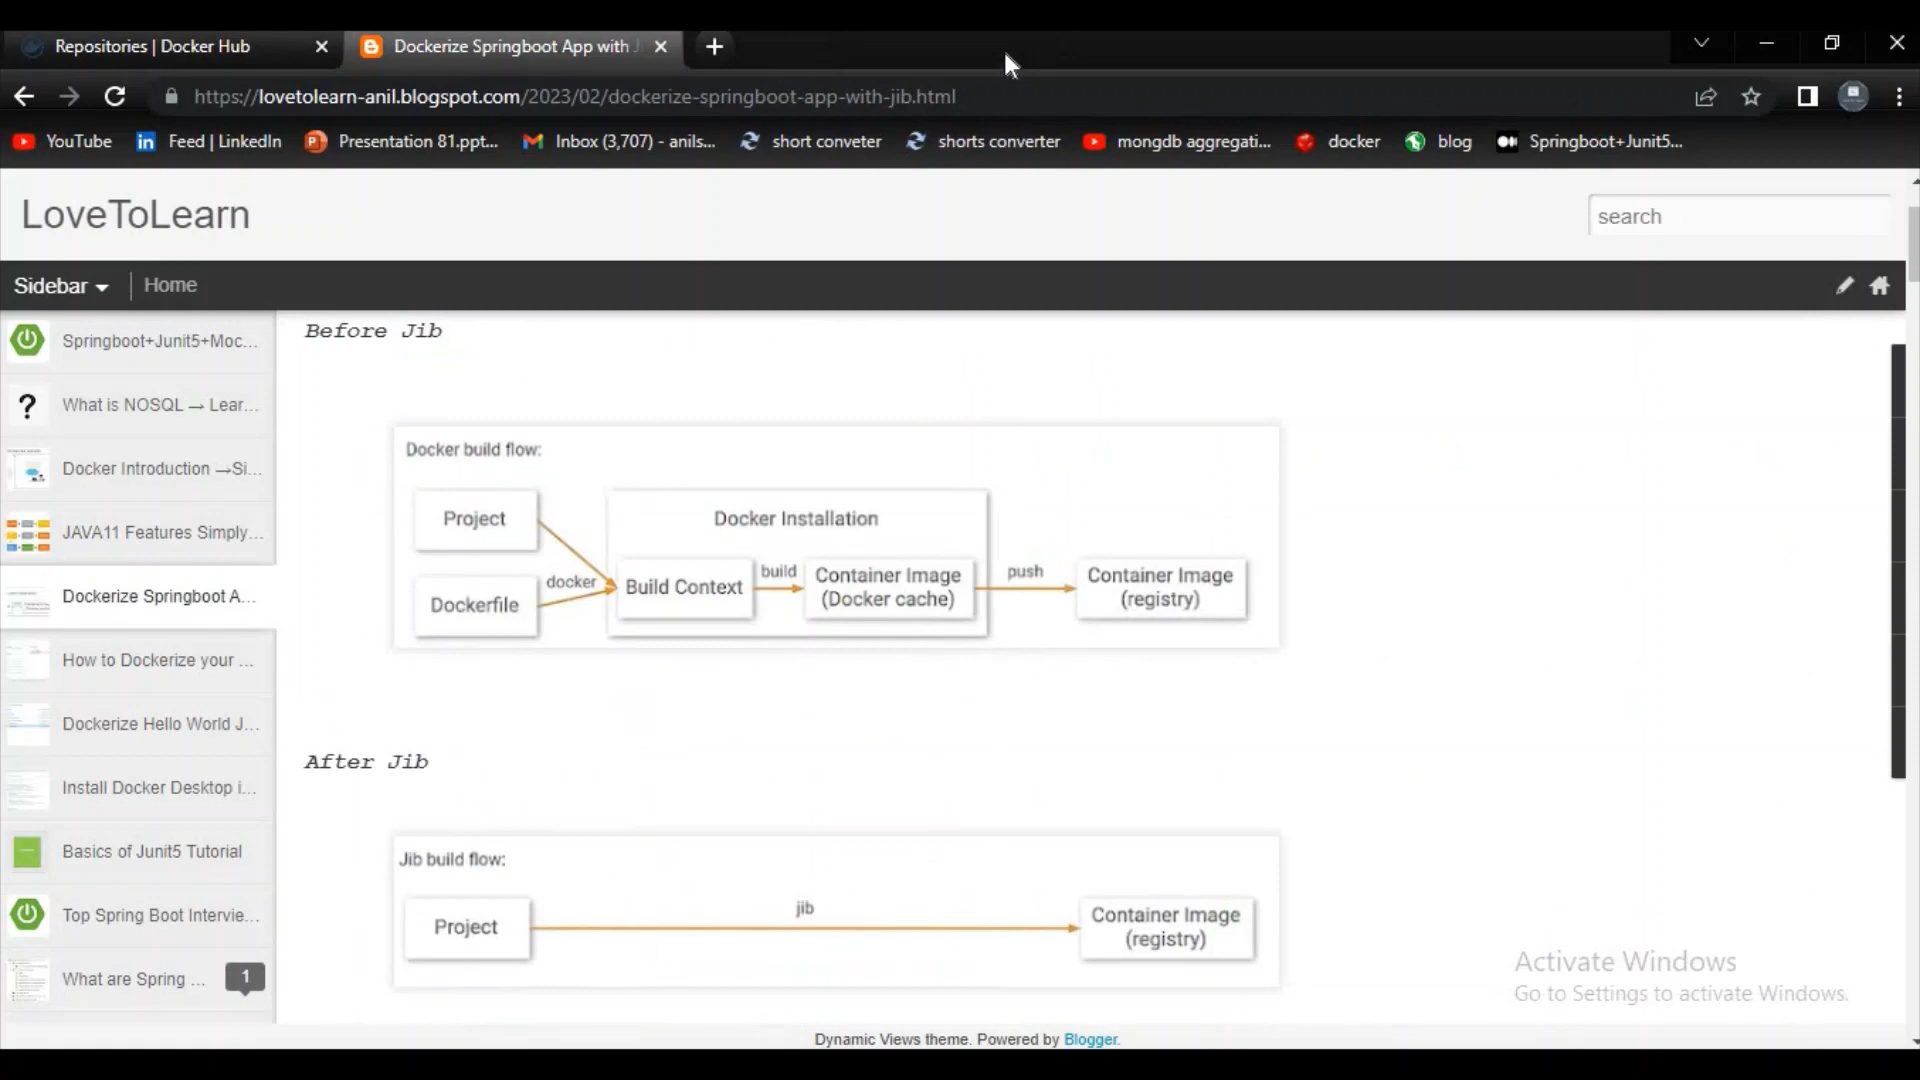 Repositories | Docker Hub
Dockerize Springboot App with J
https://lovetolearn-anil.blogspot.com/2023/02/dockerize-springboot-app-with-jib.html
YouTube
Feed | LinkedIn
Presentation 81.ppt...
Inbox (3,707) - anils...
short conveter
shorts converter
mongdb aggregati...
docker
blog
Springboot+Junit5...
LoveToLearn
search
Sidebar
Home
Springboot+Junit5+Moc...
What is NOSQL → Lear...
Docker Introduction →Si...
JAVA11 Features Simply...
Dockerize Springboot A...
How to Dockerize your ...
Dockerize Hello World J...
Install Docker Desktop i...
Basics of Junit5 Tutorial
Top Spring Boot Intervie...
What are Spring ...
1
Before Jib
Docker build flow:
Project
Dockerfile
docker
Docker Installation
Build Context
build
Container Image
(Docker cache)
push
Container Image
(registry)
After Jib
Jib build flow:
Project
jib
Container Image
(registry)
Activate Windows
Go to Settings to activate Windows.
Dynamic Views theme. Powered by Blogger.